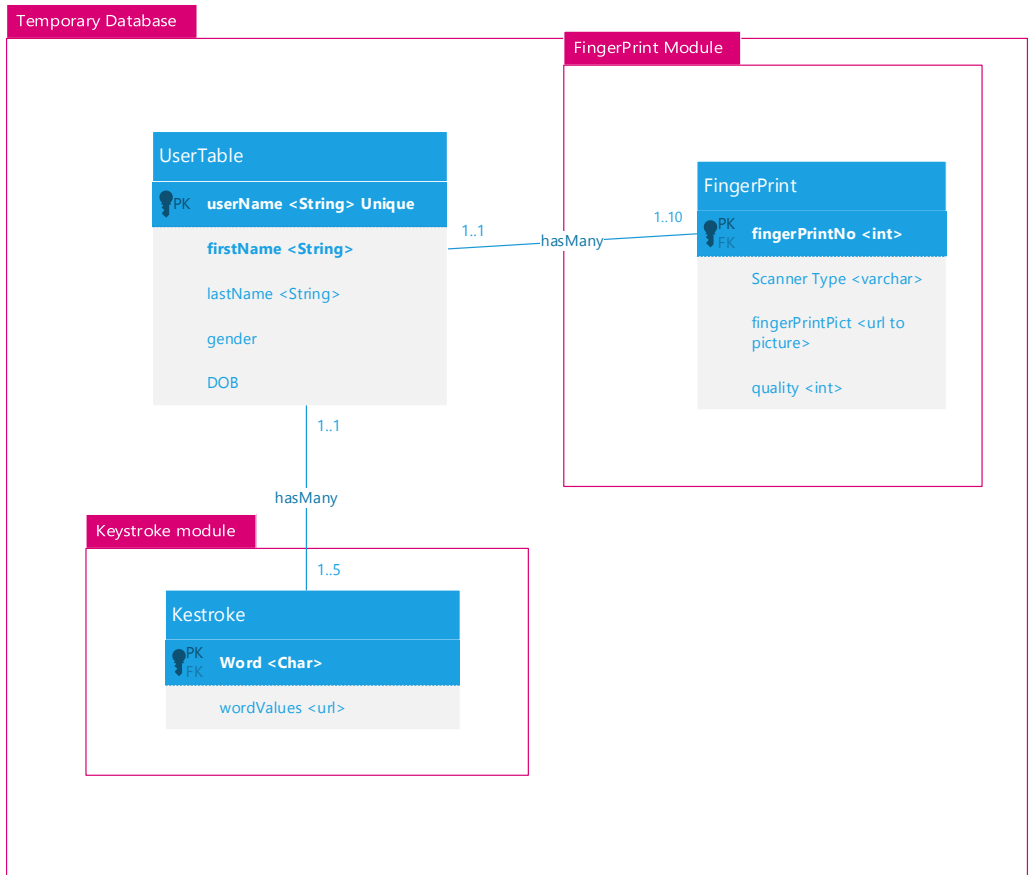 Temporary Database
FingerPrint Module
UserTable
PK userName <String> Unique
firstName <String>
lastName <String>
gender
DOB
1..1
hasMany
1..10
FingerPrint
PK
FK
fingerPrintNo <int>
Scanner Type <varchar>
fingerPrintPict <url to
picture>
quality <int>
1..1
hasMany
Keystroke module
1..5
Kestroke
PK
FK
Word <Char>
wordValues <url>